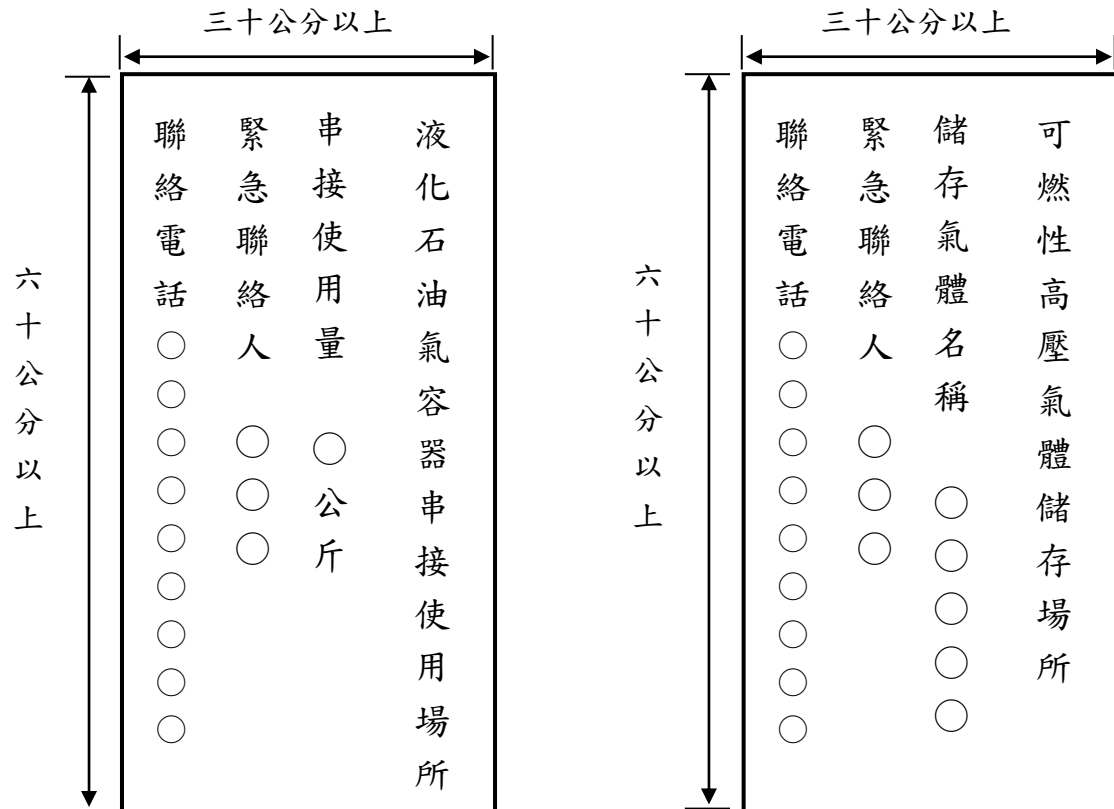 三十公分以上
六十公分以上
液化石油氣容器串接使用場所
串接使用量 ○公斤
緊急聯絡人 ○○○
聯絡電話○○○○○○○○○
三十公分以上
六十公分以上
可燃性高壓氣體儲存場所
儲存氣體名稱 ○○○○○
緊急聯絡人 ○○○
聯絡電話○○○○○○○○○